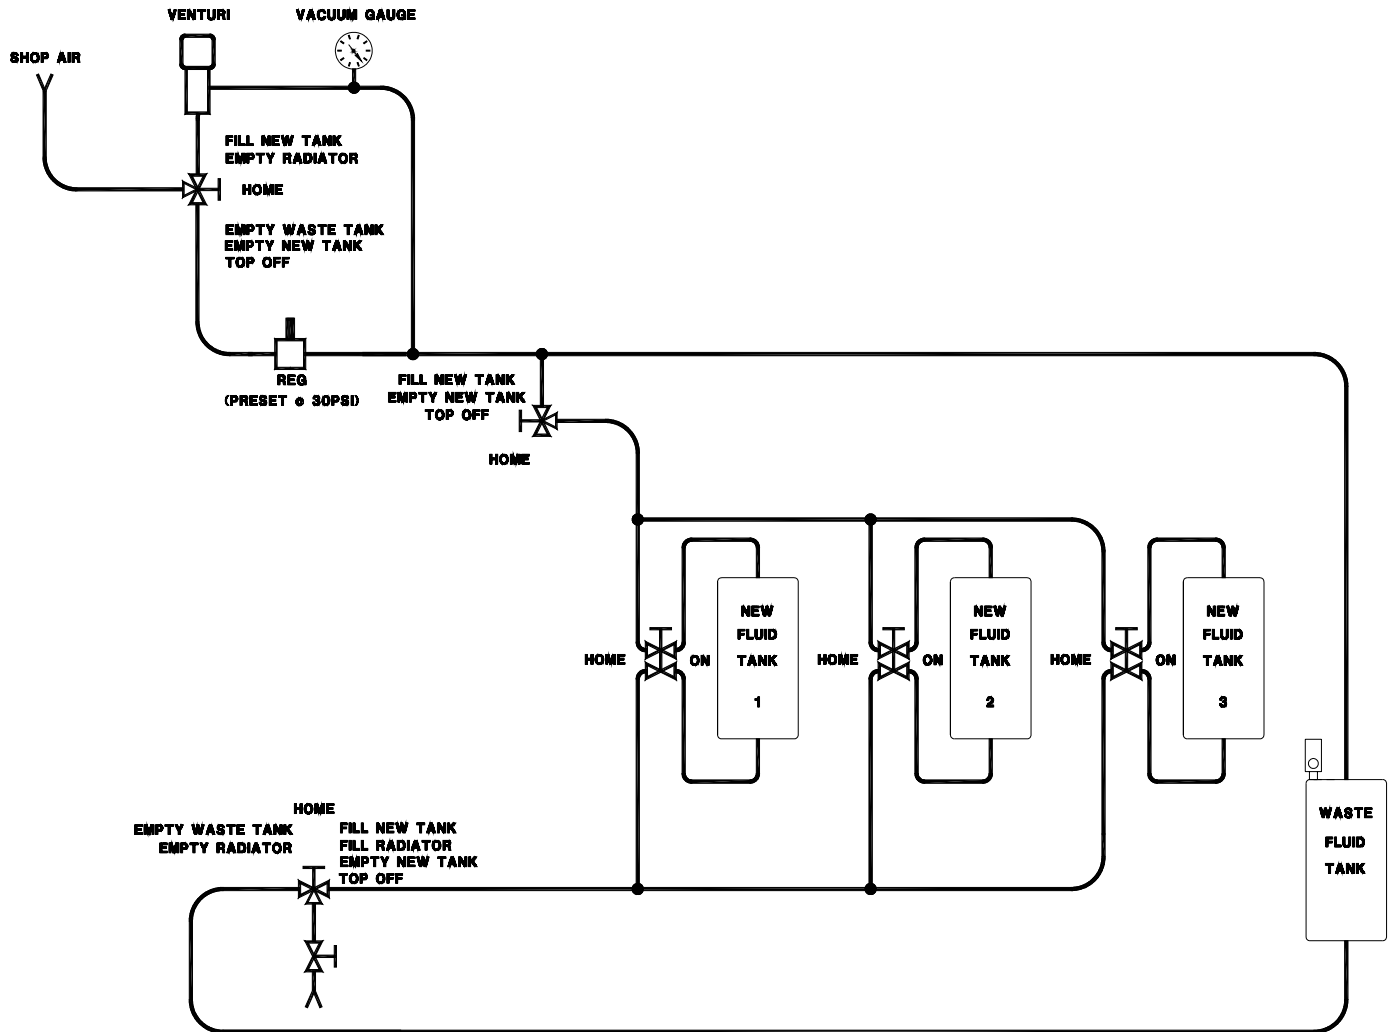 VENTURI
VACUUM GAUGE
SHOP AIR
FILL NEW TANK
EMPTY RADIATOR
HOME
EMPTY WASTE TANK
EMPTY NEW TANK
TOP OFF
REG
(PRESET @ 30PSI)
FILL NEW TANK
EMPTY NEW TANK
TOP OFF
HOME
NEW
FLUID
TANK
1
HOME
ON
NEW
FLUID
TANK
2
HOME
ON
NEW
FLUID
TANK
3
HOME
ON
WASTE
FLUID
TANK
HOME
EMPTY WASTE TANK
EMPTY RADIATOR
FILL NEW TANK
FILL RADIATOR
EMPTY NEW TANK
TOP OFF